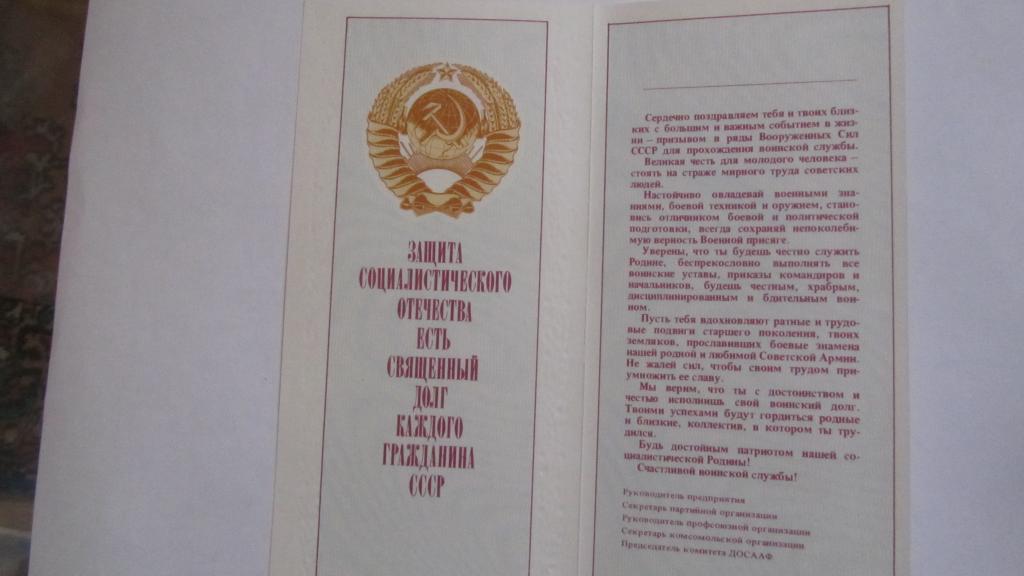 ЗАЩИТА
СОЦИАЛИСТИЧЕСКОГО
ОТЕЧЕСТВА
ЕСТЬ
СВЯЩЕННЫЙ
ДОЛГ
КАЖДОГО
ГРАЖДАНИНА
СССР
Сердечно поздравляем тебя и твоих близ-
ких с большим и важным событием в жиз-
ни – призывом в ряды Вооруженных Сил
СССР для прохождения воинской службы.
Великая честь для молодого человека –
стоять на страже мирного труда советских
людей.
Настойчиво овладевай военными зна-
ниями, боевой техникой и оружием, стано-
вись отличником боевой и политической
подготовки, всегда сохраняй непоколеби-
мую верность Военной присяге.
Уверены, что ты будешь честно служить
Родине, беспрекословно выполнять все
воинские уставы, приказы командиров и
начальников, будешь честным, храбрым,
дисциплинированным и бдительным вои-
ном.
Пусть тебя вдохновляют ратные и трудо-
вые подвиги старшего поколения, твоих
земляков, прославивших боевые знамена
нашей родной и любимой Советской Армии.
Не жалей сил, чтобы своим трудом при-
умножить ее славу.
Мы верим, что ты с достоинством и
честью исполнишь свой воинский долг.
Твоими успехами будут гордиться родные
и близкие, коллектив, в котором ты тру-
дился.
Будь достойным патриотом нашей со-
циалистической Родины!
Счастливой воинской службы!
Руководитель предприятия
Секретарь партийной организации
Руководитель профсоюзной организации
Секретарь комсомольской организации
Председатель комитета ДОСААФ